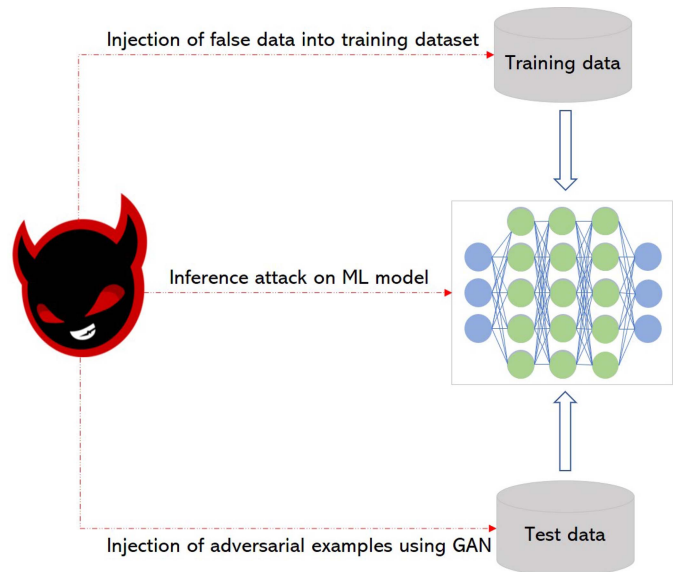 Injection of false data into training dataset
Training data
Inference attack on ML model
Injection of adversarial examples using GAN
Test data